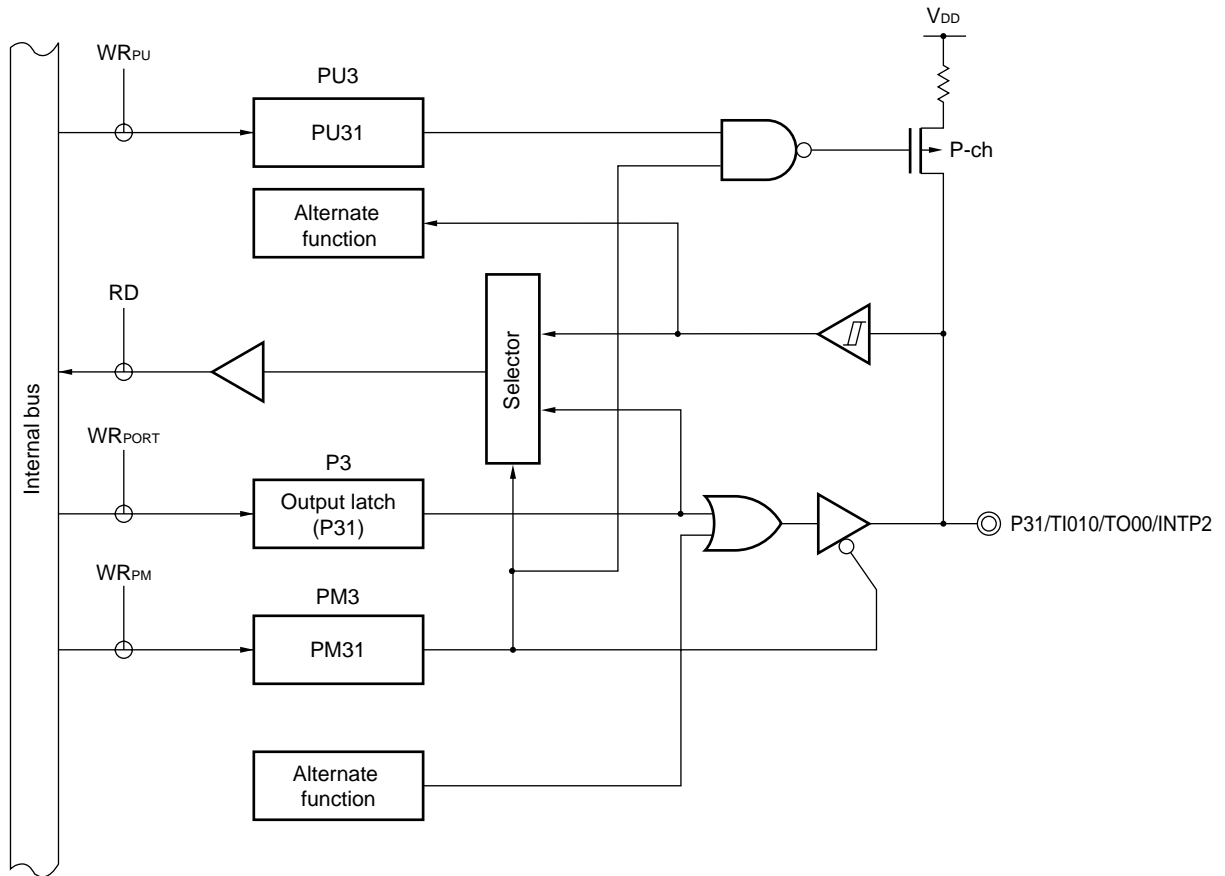 VDD
WRPU
PU3
PU31
P-ch
Alternate
function
RD
Selector
Internal bus
WRPORT
P3
Output latch
(P31)
P31/TI010/TO00/INTP2
WRPM
PM3
PM31
Alternate
function